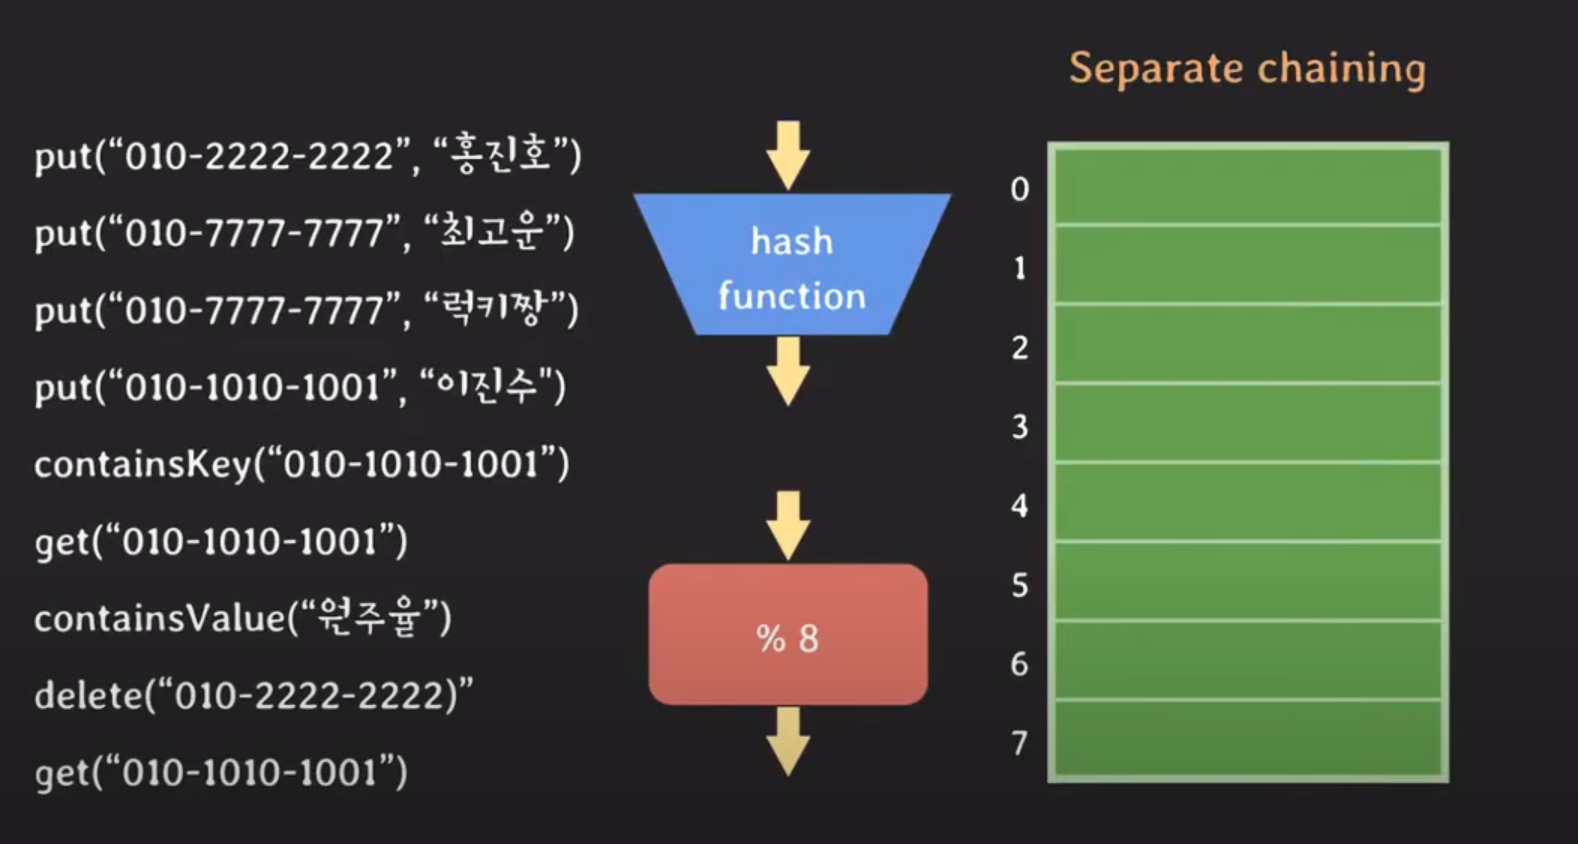 Separate chaining
put(“010-2222-2222”, “홍진호”)
put(“010-7777-7777”, “최고운”)
put(“010-7777-7777”, “럭키짱”)
put(“010-1010-1001”, “이진수")
containsKey(“010-1010-1001”)
get(“010-1010-1001”)
containsValue(“원주율”)
delete(“010-2222-2222)”
get(“010-1010-1001”)
hash
function
% 8
0
1
2
3
4
5
6
7